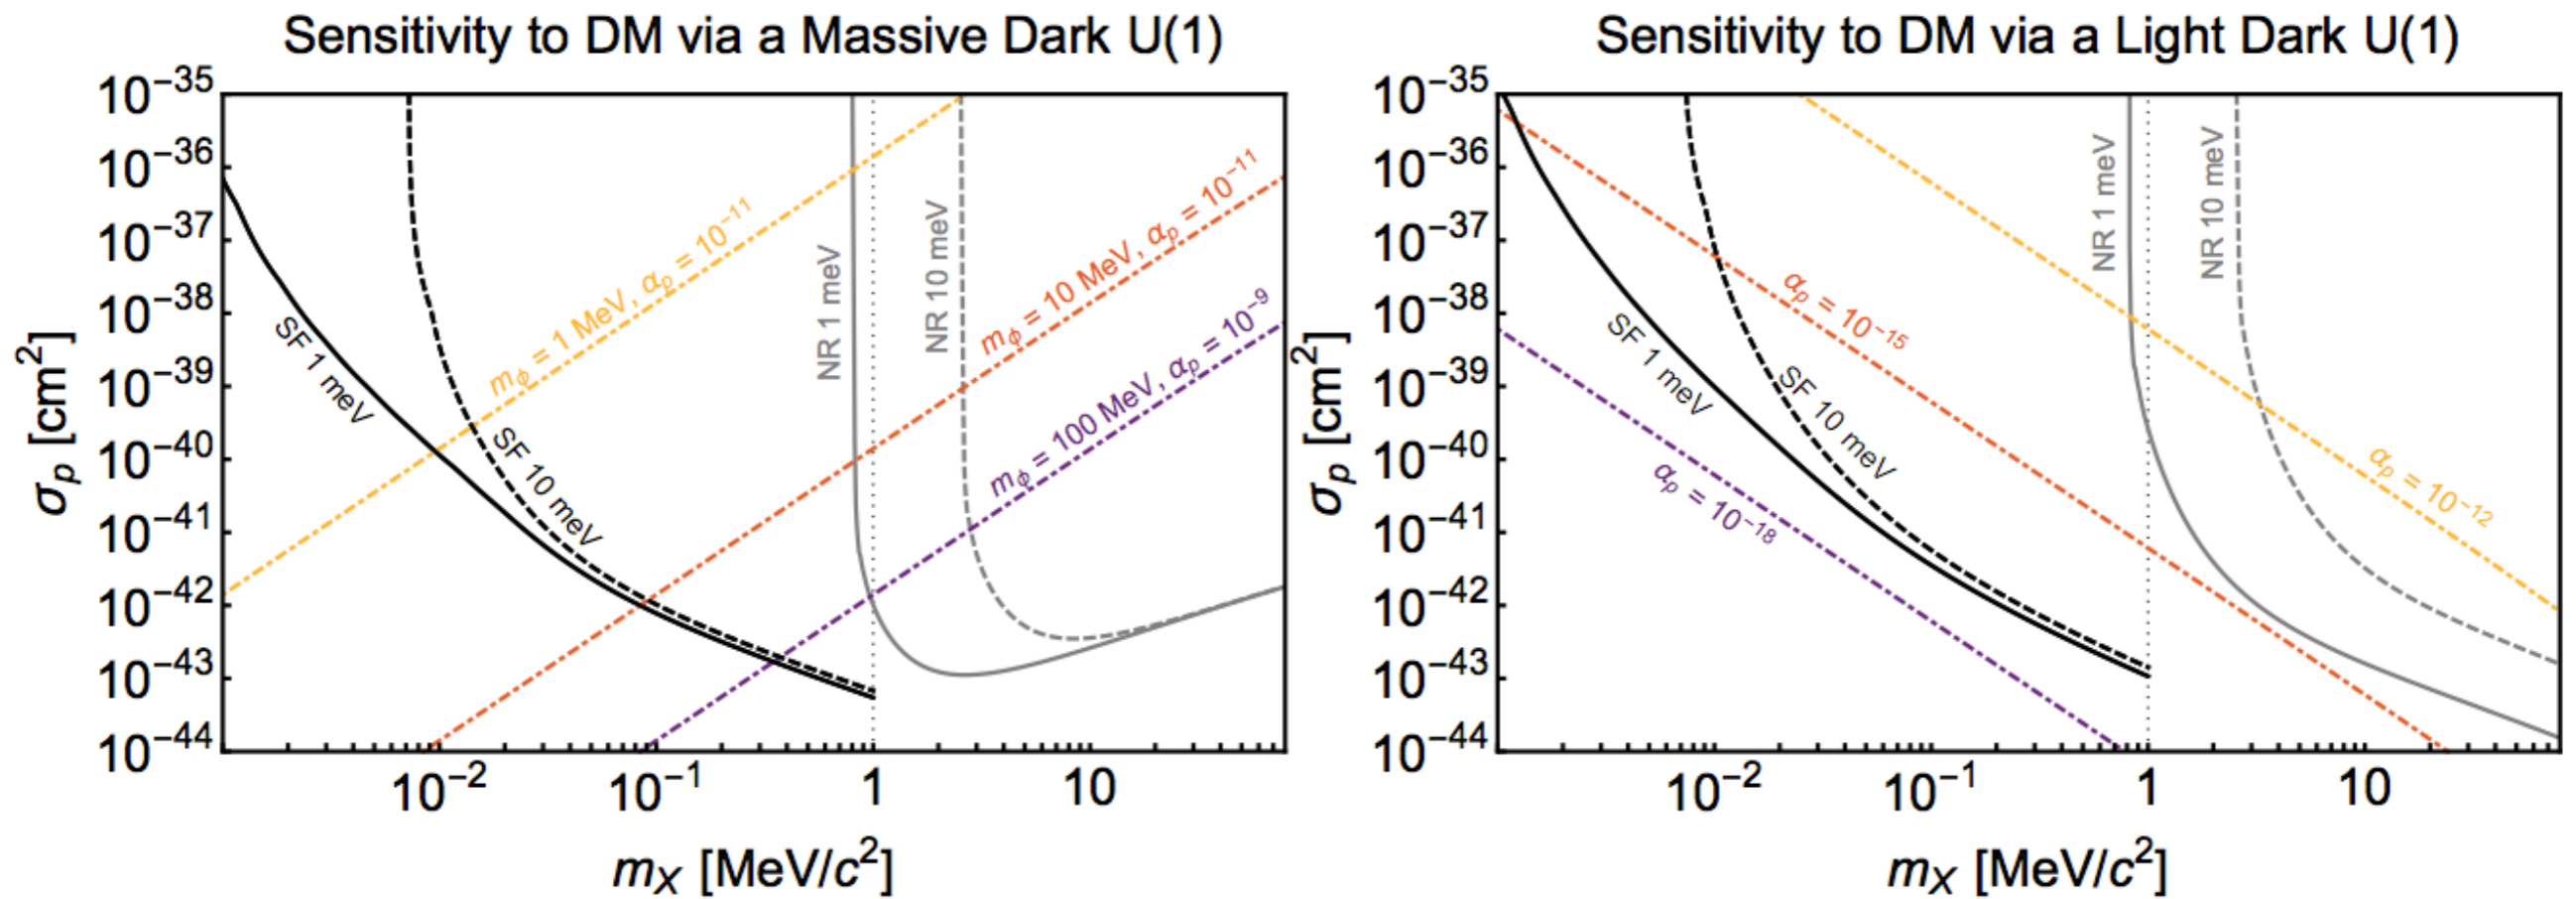 Sensitivity to DM via a Massive Dark U(1)
σp [cm²]
10⁻³⁵
10⁻³⁶
10⁻³⁷
10⁻³⁸
10⁻³⁹
10⁻⁴⁰
10⁻⁴¹
10⁻⁴²
10⁻⁴³
10⁻⁴⁴
SF 1 meV
SF 10 meV
mϕ = 1 MeV, αp = 10⁻¹¹
NR 1 meV
NR 10 meV
mϕ = 10 MeV, αp = 10⁻¹¹
mϕ = 100 MeV, αp = 10⁻⁹
10⁻² 10⁻¹ 1 10
mX [MeV/c²]
Sensitivity to DM via a Light Dark U(1)
σp [cm²]
10⁻³⁵
10⁻³⁶
10⁻³⁷
10⁻³⁸
10⁻³⁹
10⁻⁴⁰
10⁻⁴¹
10⁻⁴²
10⁻⁴³
10⁻⁴⁴
SF 1 meV
SF 10 meV
αp = 10⁻¹⁵
αp = 10⁻¹⁸
NR 1 meV
NR 10 meV
αp = 10⁻¹²
10⁻² 10⁻¹ 1 10
mX [MeV/c²]